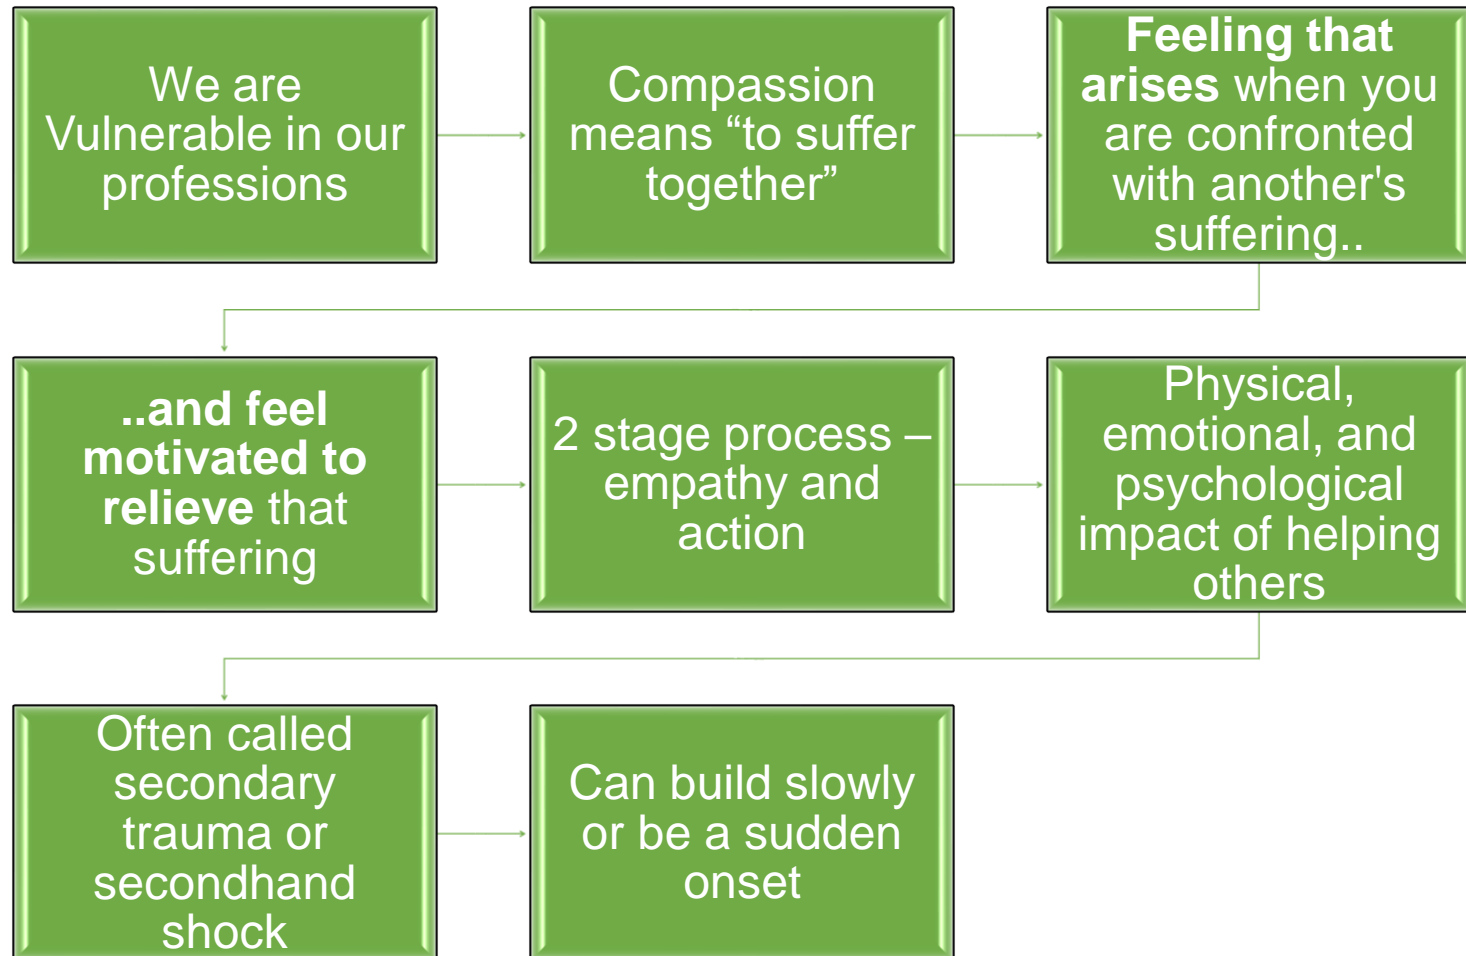 We are
Vulnerable in our
professions
Compassion
means “to suffer
together”
Feeling that
arises when you
are confronted
with another's
suffering..
..and feel
motivated to
relieve that
suffering
2 stage process –
empathy and
action
Physical,
emotional, and
psychological
impact of helping
others
Often called
secondary
trauma or
secondhand
shock
Can build slowly
or be a sudden
onset